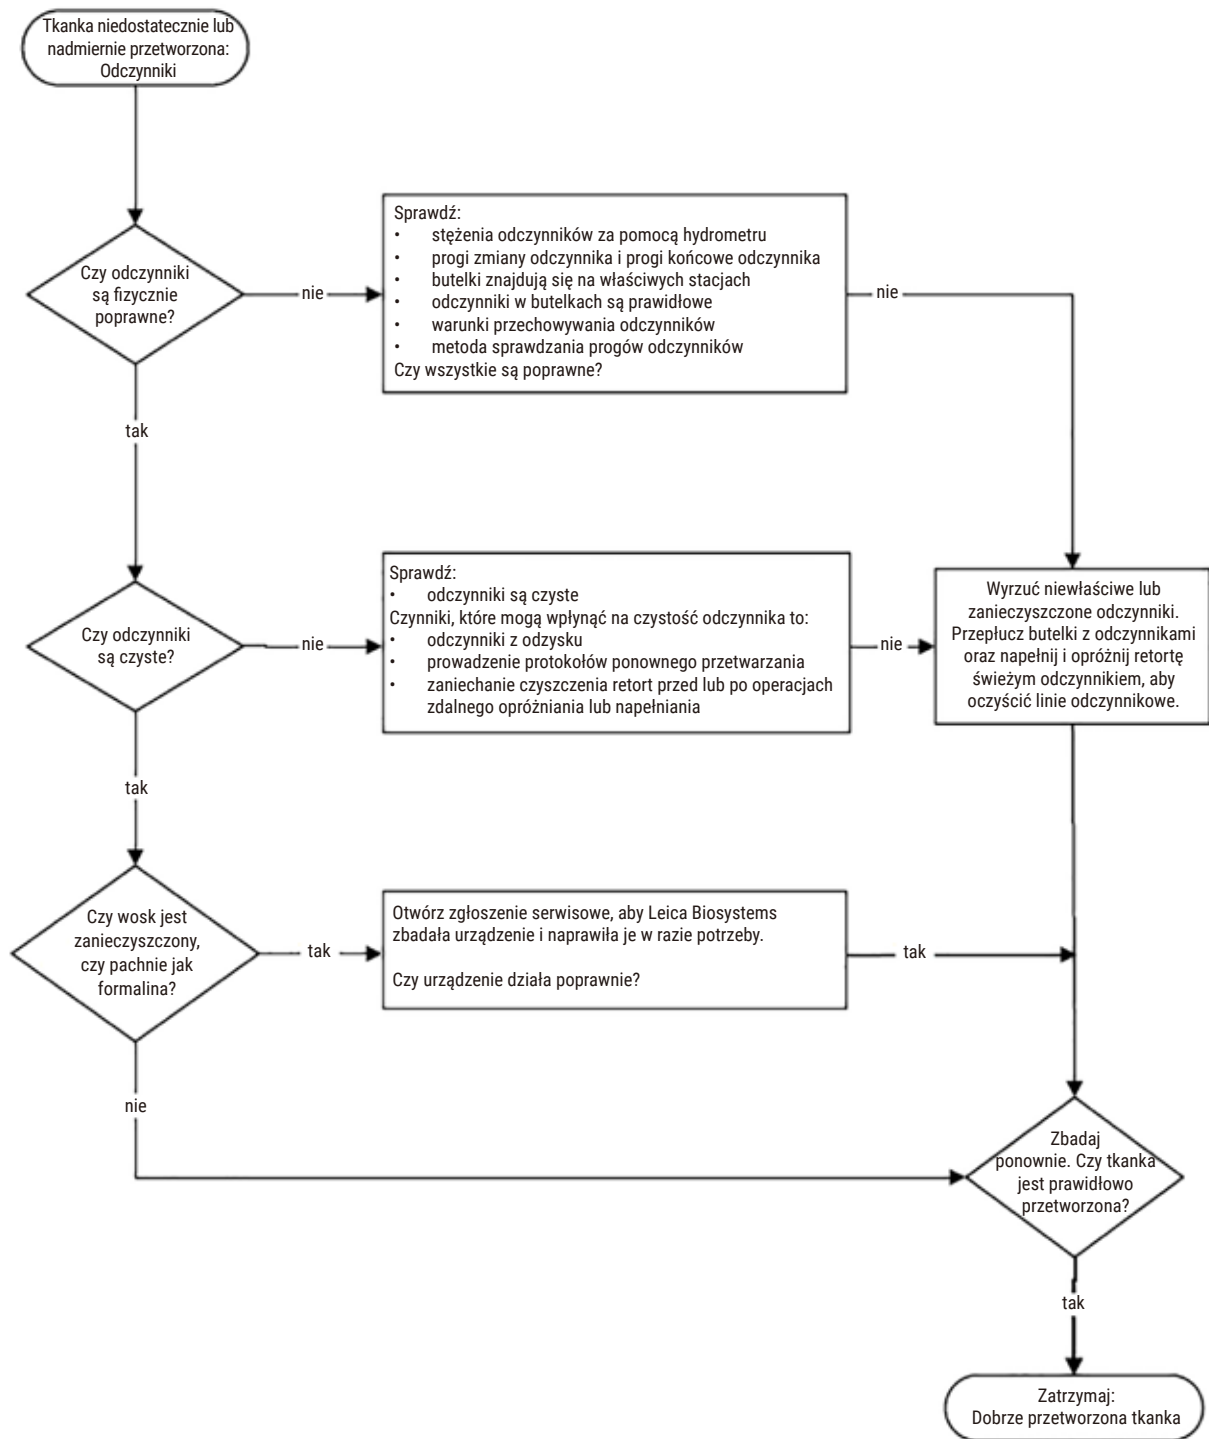 Tkanka niedostatecznie lub
nadmiernie przetworzona:
Odczynniki
Czy odczynniki
są fizycznie
poprawne?
nie
Sprawdź:
• stężenia odczynników za pomocą hydrometru
• progi zmiany odczynnika i progi końcowe odczynnika
• butelki znajdują się na właściwych stacjach
• odczynniki w butelkach są prawidłowe
• warunki przechowywania odczynników
• metoda sprawdzania progów odczynników
Czy wszystkie są poprawne?
nie
tak
Czy odczynniki
są czyste?
nie
Sprawdź:
• odczynniki są czyste
Czynniki, które mogą wpłynąć na czystość odczynnika to:
• odczynniki z odzysku
• prowadzenie protokołów ponownego przetwarzania
• zaniechanie czyszczenia retort przed lub po operacjach
zdalnego opróżniania lub napełniania
nie
Wyrzuć niewłaściwe lub
zanieczyszczone odczynniki.
Przepłucz butelki z odczynnikami
oraz napełnij i opróżnij retortę
świeżym odczynnikiem, aby
oczyścić linie odczynnikowe.
tak
Czy wosk jest
zanieczyszczony,
czy pachnie jak
formalina?
tak
Otwórz zgłoszenie serwisowe, aby Leica Biosystems
zbadała urządzenie i naprawiła je w razie potrzeby.
Czy urządzenie działa poprawnie?
tak
nie
Zbadaj
ponownie. Czy tkanka
jest prawidłowo
przetworzona?
tak
Zatrzymaj:
Dobrze przetworzona tkanka